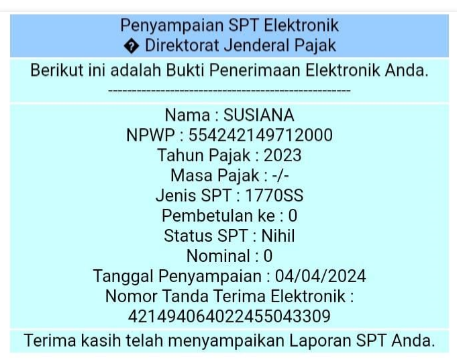 Penyampaian SPT Elektronik
� Direktorat Jenderal Pajak
Berikut ini adalah Bukti Penerimaan Elektronik Anda.
----------------------------------------------------
Nama : SUSIANA
NPWP : 554242149712000
Tahun Pajak : 2023
Masa Pajak : -/-
Jenis SPT : 1770SS
Pembetulan ke : 0
Status SPT : Nihil
Nominal : 0
Tanggal Penyampaian : 04/04/2024
Nomor Tanda Terima Elektronik :
421494064022455043309
Terima kasih telah menyampaikan Laporan SPT Anda.